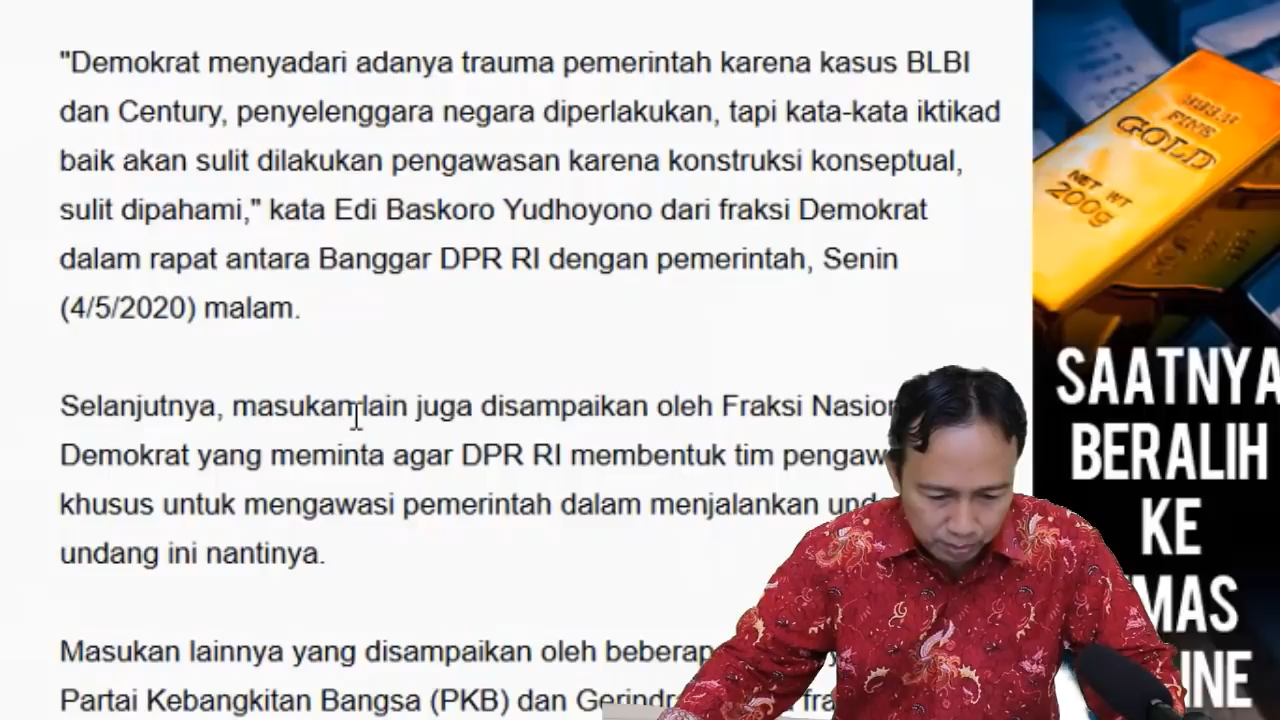 "Demokrat menyadari adanya trauma pemerintah karena kasus BLBI
dan Century, penyelenggara negara diperlakukan, tapi kata-kata iktikad
baik akan sulit dilakukan pengawasan karena konstruksi konseptual,
sulit dipahami," kata Edi Baskoro Yudhoyono dari fraksi Demokrat
dalam rapat antara Banggar DPR RI dengan pemerintah, Senin
(4/5/2020) malam.
Selanjutnya, masukan lain juga disampaikan oleh Fraksi
Demokrat yang meminta agar DPR RI membentuk tim
khusus untuk mengawasi pemerintah dalam menjalankan
undang ini nantinya.
Masukan lainnya yang disampaikan oleh
Partai Kebangkitan Bangsa (PKB) dan
FINE
GOLD
NET WT
200g
SAATNYA
BERALIH
KE